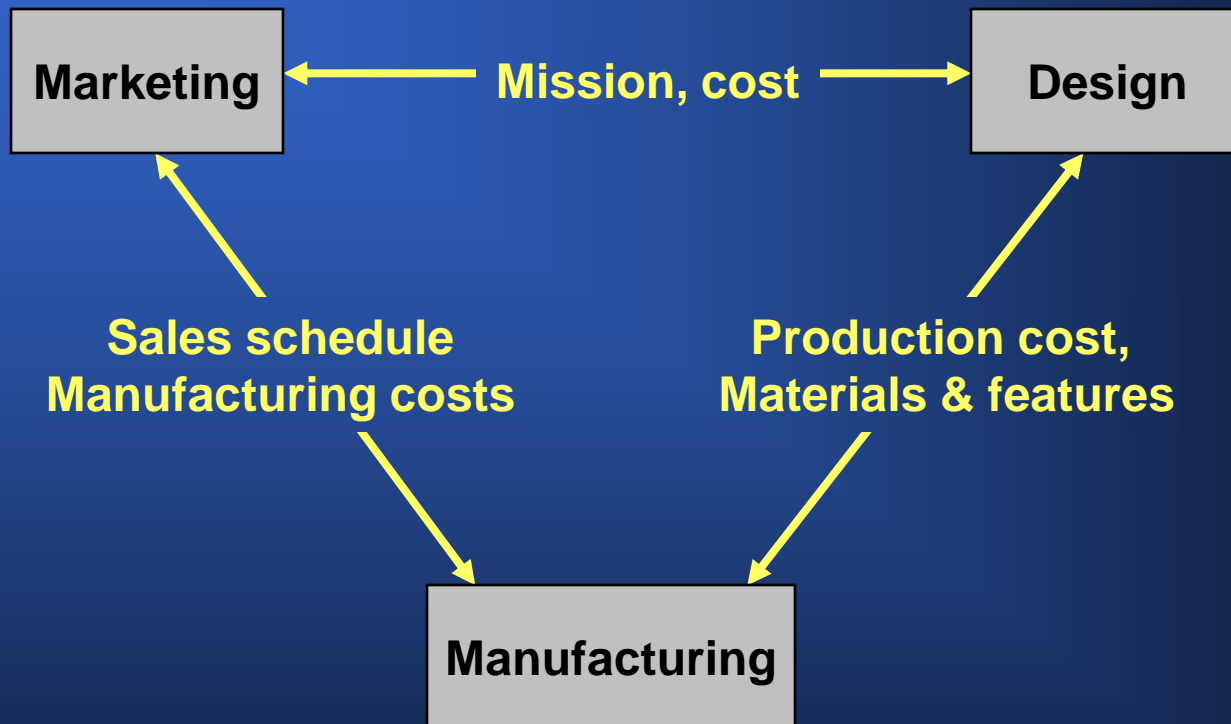 Marketing
Mission, cost
Design
Sales schedule
Manufacturing costs
Production cost,
Materials & features
Manufacturing